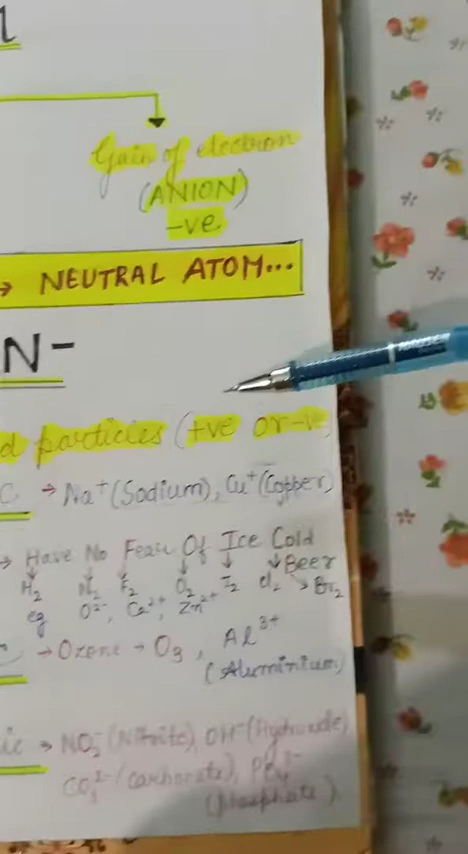 Gain of electron
(ANION)
-ve
→ NEUTRAL ATOM...
N-
d particles (+ve or -ve)
→ Na⁺ (Sodium), Cu⁺ (Copper)
→ Have No Fear Of Ice Cold
Beer
H₂ N₂ F₂ O₂ I₂ Cl₂ → Br₂
eg O²⁻, Ca²⁺, Zn²⁺
→ Ozone → O₃, Al³⁺
(Aluminium)
ic → NO₂⁻ (Nitrite), OH⁻ (Hydroxide)
CO₃²⁻ (carbonate), PO₄³⁻
(phosphate)